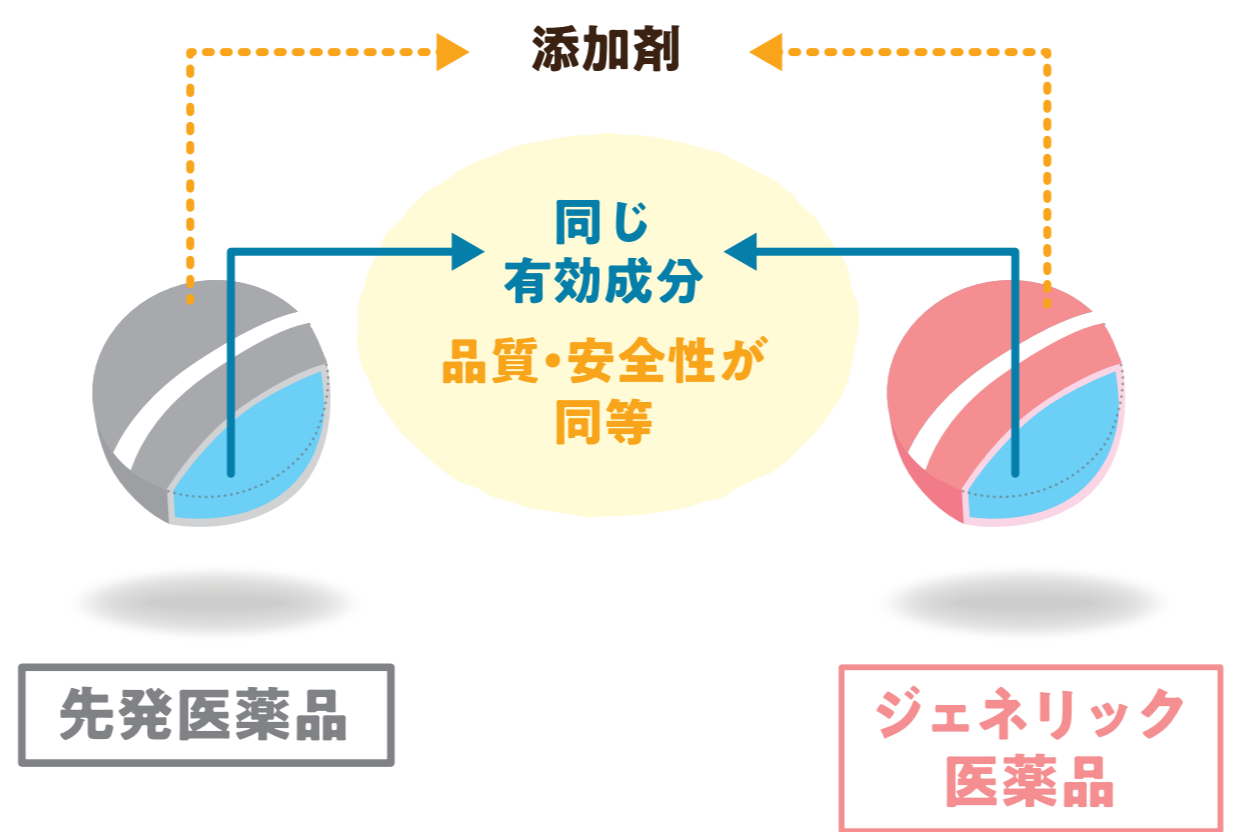 添加剤
同じ
有効成分
品質・安全性が
同等
先発医薬品
ジェネリック
医薬品